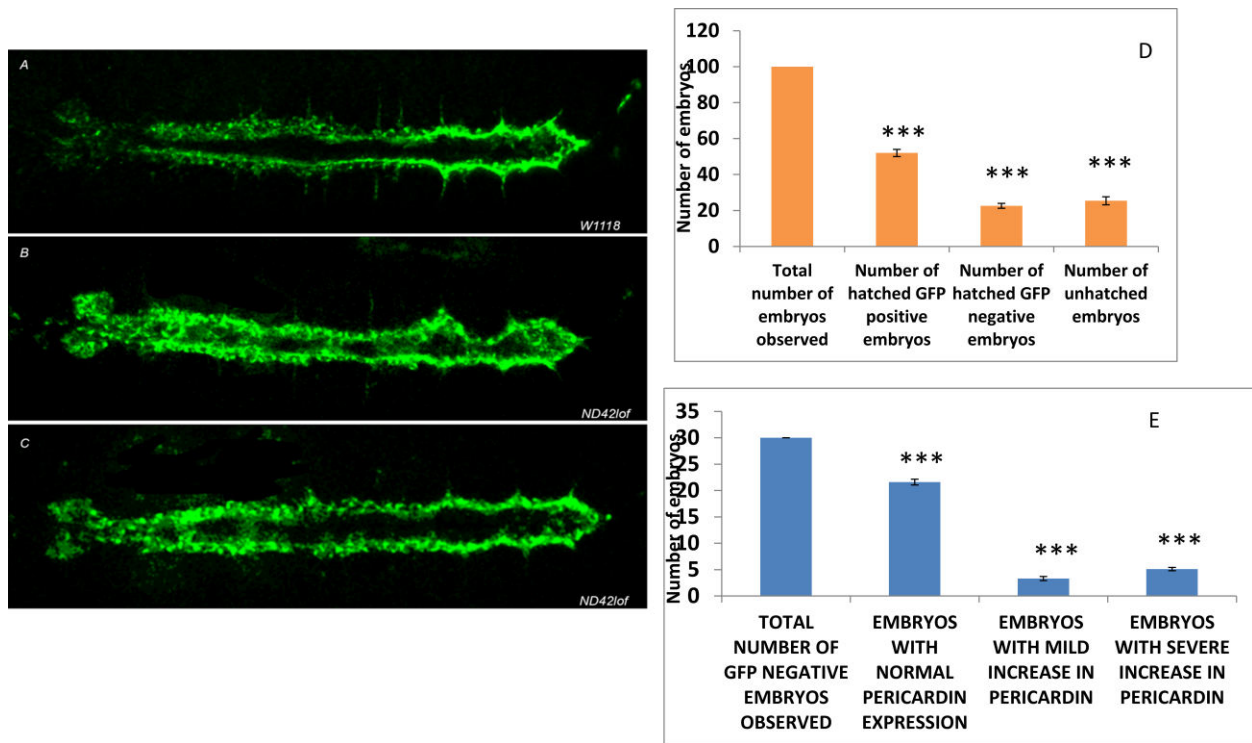 A
W1118
B
ND42lof
C
ND42lof
D
Number of embryos
120
100
80
60
40
20
0
***
***
***
Total
number of
embryos
observed
Number of
hatched GFP
positive
embryos
Number of
hatched GFP
negative
embryos
Number of
unhatched
embryos
E
Number of embryos
35
30
25
20
15
10
5
0
***
***
***
TOTAL
NUMBER OF
GFP NEGATIVE
EMBRYOS
OBSERVED
EMBRYOS
WITH
NORMAL
PERICARDIN
EXPRESSION
EMBRYOS
WITH MILD
INCREASE IN
PERICARDIN
EMBRYOS
WITH SEVERE
INCREASE IN
PERICARDIN